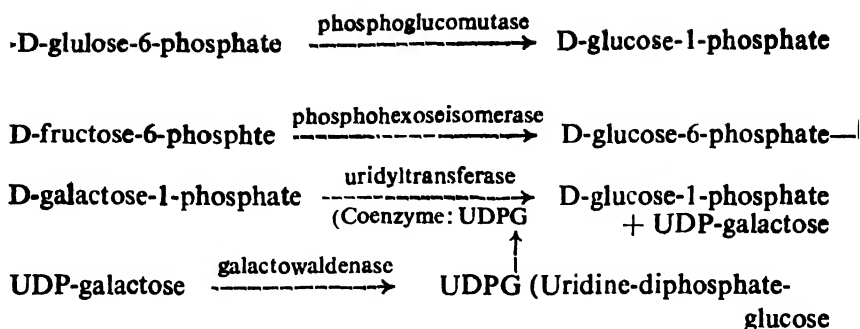 phosphoglucomutase
D-glulose-6-phosphate D-glucose-1-phosphate
phosphohexoseisomerase
D-fructose-6-phosphte D-glucose-6-phosphate
uridyltransferase
D-galactose-1-phosphate D-glucose-1-phosphate
(Coenzyme: UDPG + UDP-galactose
galactowaldenase
UDP-galactose UDPG (Uridine-diphosphate-
glucose